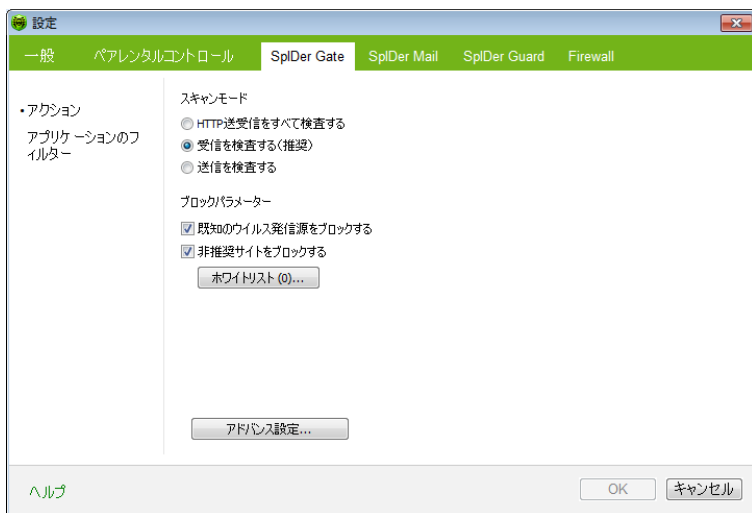 設定
一般 ペアレンタルコントロール SpIDer Gate SpIDer Mail SpIDer Guard Firewall
・アクション
アプリケーションのフ
ィルター
スキャンモード
HTTP送受信をすべて検査する
受信を検査する(推奨)
送信を検査する
ブロックパラメーター
既知のウイルス発信源をブロックする
非推奨サイトをブロックする
ホワイトリスト(0)...
アドバンス設定...
ヘルプ OK キャンセル